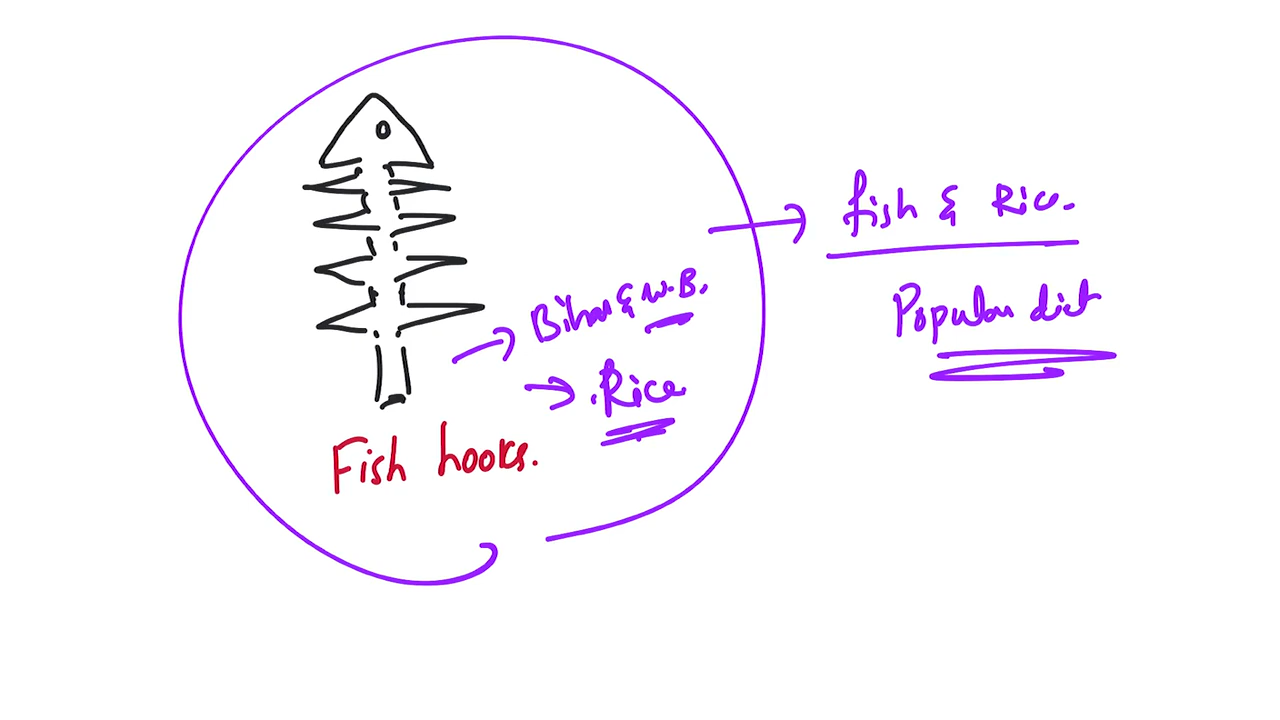 Fish & Rice.
Popular diet
→ Bihar & W.B.
→ Rice
Fish hooks.